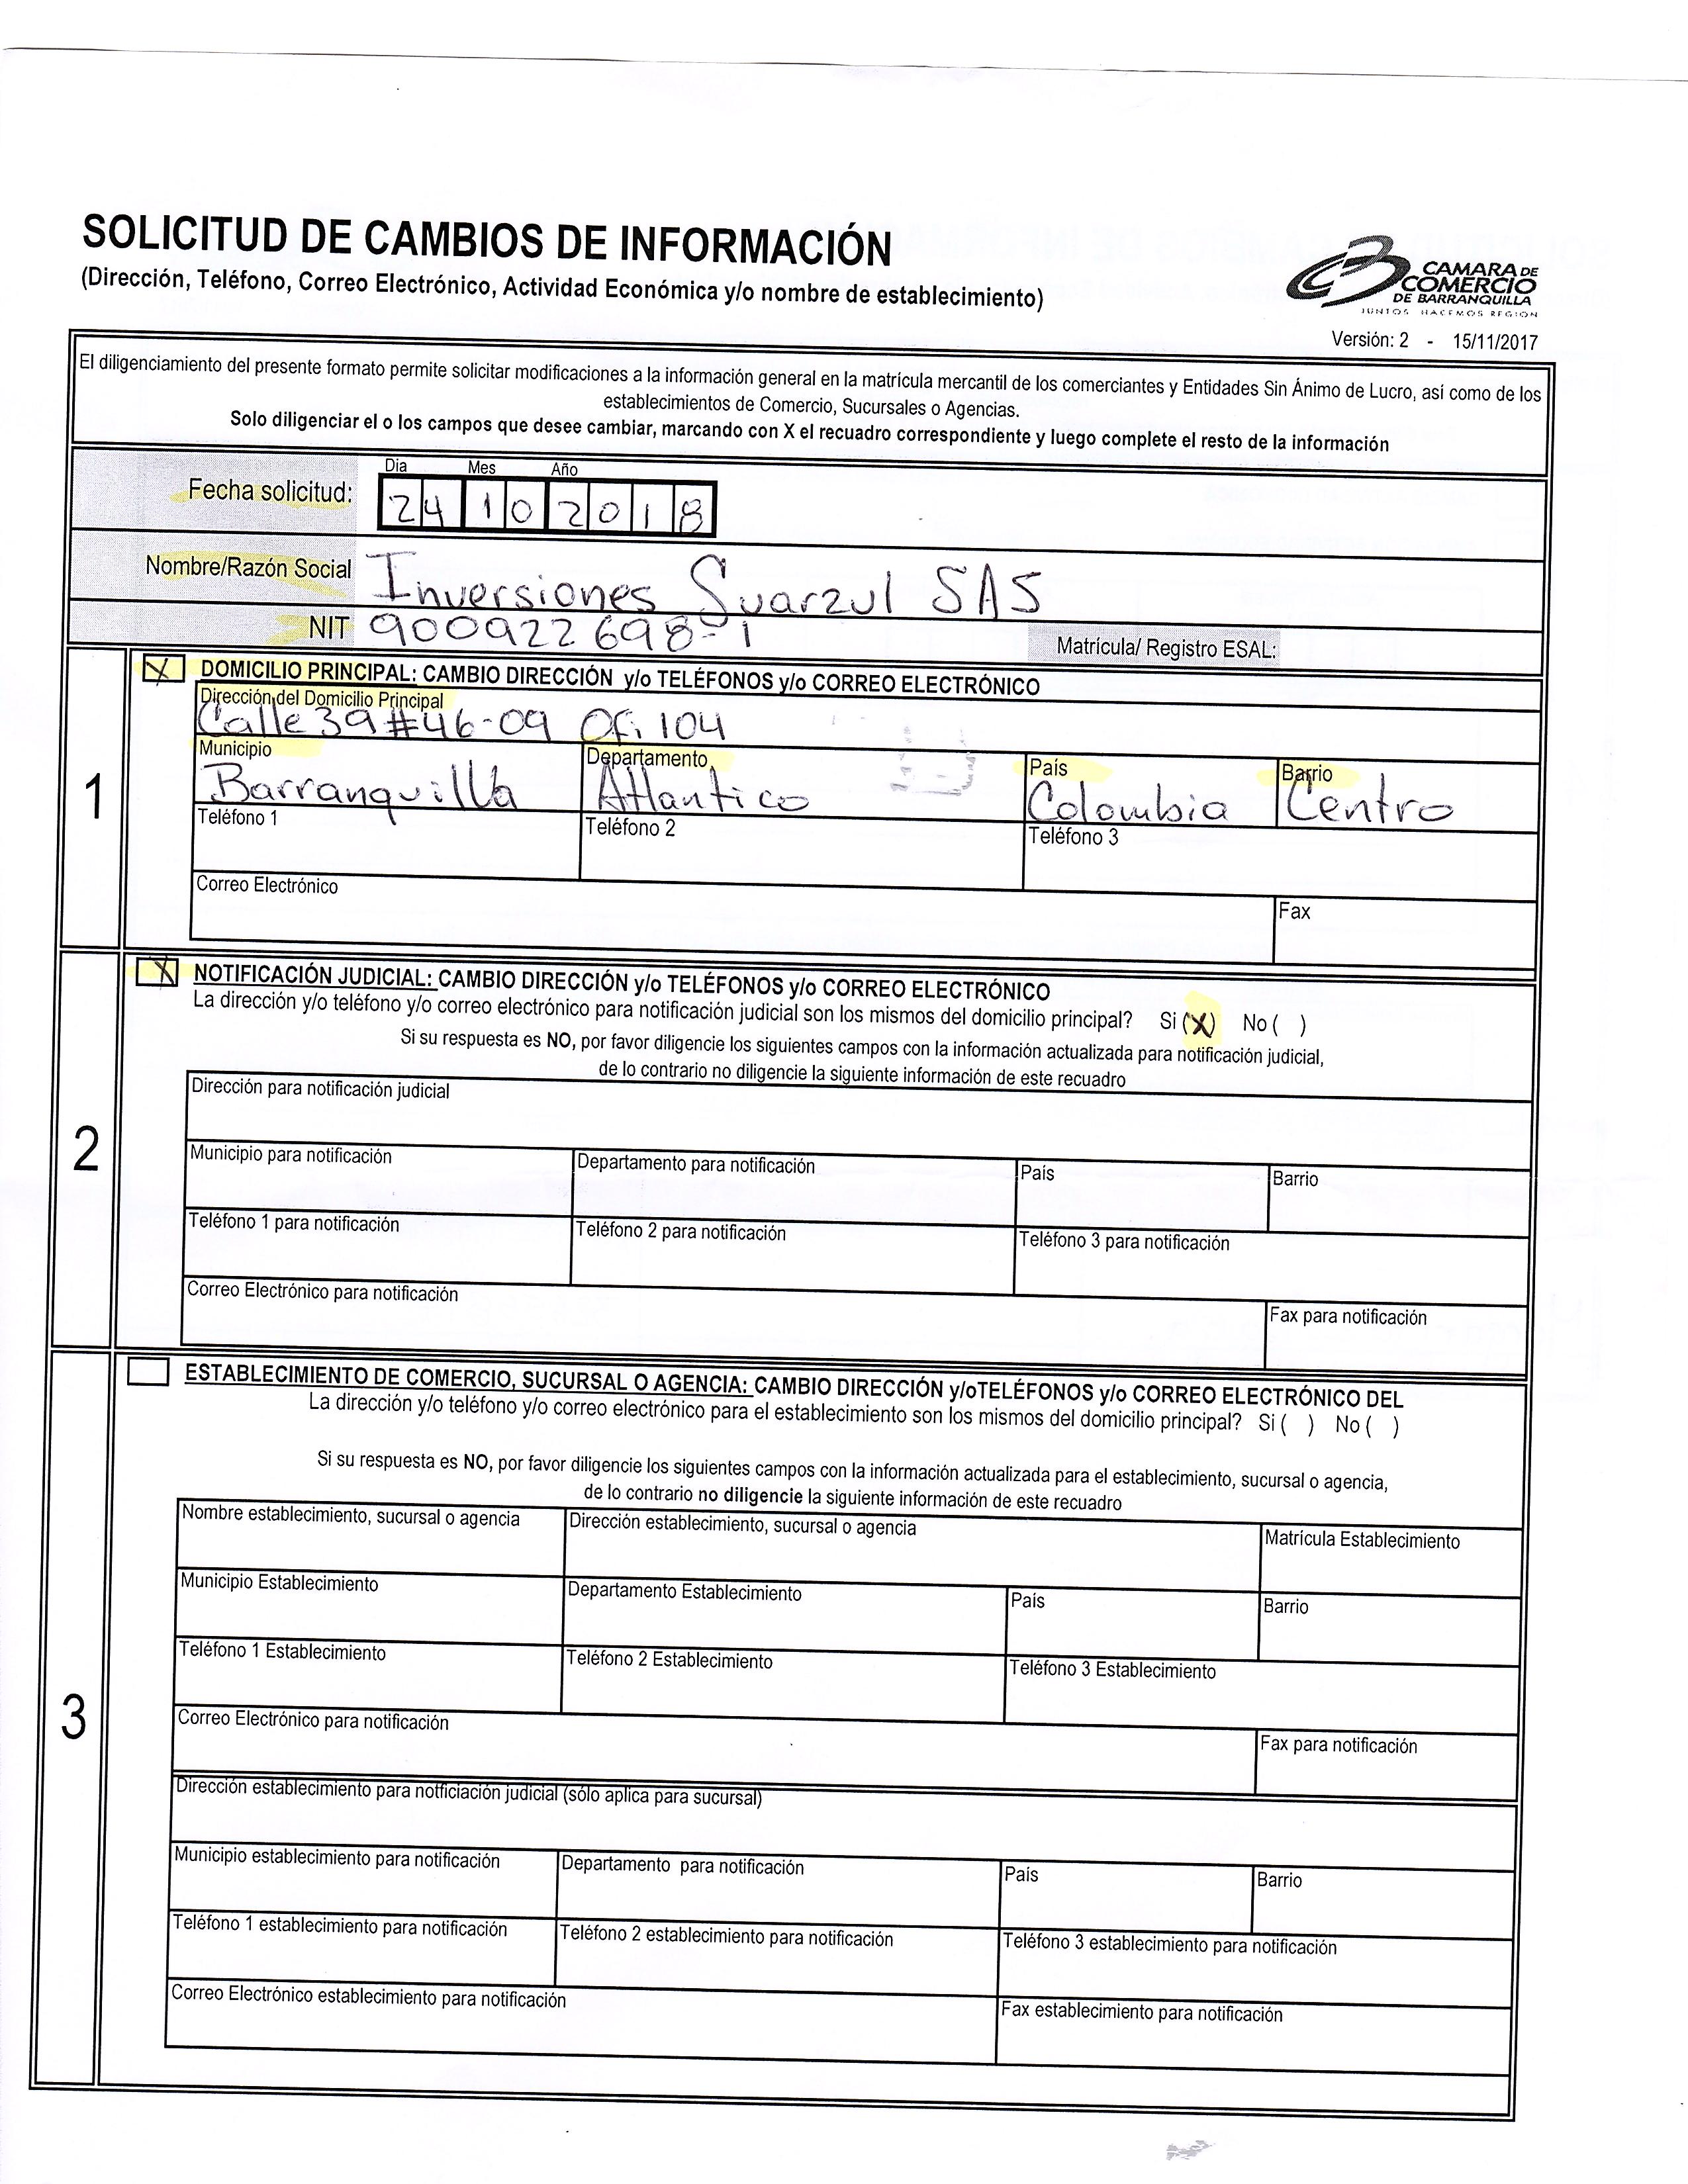 SOLICITUD DE CAMBIOS DE INFORMACIÓN
(Dirección, Teléfono, Correo Electrónico, Actividad Económica y/o nombre de establecimiento)
CAMARA DE
COMERCIO
DE BARRANQUILLA
JUNTOS HACEMOS REGION
Versión: 2 - 15/11/2017
El diligenciamiento del presente formato permite solicitar modificaciones a la información general en la matrícula mercantil de los comerciantes y Entidades Sin Ánimo de Lucro, así como de los
establecimientos de Comercio, Sucursales o Agencias.
Solo diligenciar el o los campos que desee cambiar, marcando con X el recuadro correspondiente y luego complete el resto de la información
Dia Mes Año
Fecha solicitud: 24 10 2018
Nombre/Razón Social Inversiones Suarzul SAS
NIT 900922698-1 Matrícula/ Registro ESAL:
1
X DOMICILIO PRINCIPAL: CAMBIO DIRECCIÓN y/o TELÉFONOS y/o CORREO ELECTRÓNICO
Dirección del Domicilio Principal
Calle 39 #46-09 Ofi 104
Municipio Departamento País Barrio
Barranquilla Atlantico Colombia Centro
Teléfono 1 Teléfono 2 Teléfono 3
Correo Electrónico Fax
2
X NOTIFICACIÓN JUDICIAL: CAMBIO DIRECCIÓN y/o TELÉFONOS y/o CORREO ELECTRÓNICO
La dirección y/o teléfono y/o correo electrónico para notificación judicial son los mismos del domicilio principal? Si (X) No ( )
Si su respuesta es NO, por favor diligencie los siguientes campos con la información actualizada para notificación judicial,
de lo contrario no diligencie la siguiente información de este recuadro
Dirección para notificación judicial
Municipio para notificación Departamento para notificación País Barrio
Teléfono 1 para notificación Teléfono 2 para notificación Teléfono 3 para notificación
Correo Electrónico para notificación Fax para notificación
3
ESTABLECIMIENTO DE COMERCIO, SUCURSAL O AGENCIA: CAMBIO DIRECCIÓN y/oTELÉFONOS y/o CORREO ELECTRÓNICO DEL
La dirección y/o teléfono y/o correo electrónico para el establecimiento son los mismos del domicilio principal? Si ( ) No ( )
Si su respuesta es NO, por favor diligencie los siguientes campos con la información actualizada para el establecimiento, sucursal o agencia,
de lo contrario no diligencie la siguiente información de este recuadro
Nombre establecimiento, sucursal o agencia Dirección establecimiento, sucursal o agencia Matrícula Establecimiento
Municipio Establecimiento Departamento Establecimiento País Barrio
Teléfono 1 Establecimiento Teléfono 2 Establecimiento Teléfono 3 Establecimiento
Correo Electrónico para notificación Fax para notificación
Dirección establecimiento para notficiación judicial (sólo aplica para sucursal)
Municipio establecimiento para notificación Departamento para notificación País Barrio
Teléfono 1 establecimiento para notificación Teléfono 2 establecimiento para notificación Teléfono 3 establecimiento para notificación
Correo Electrónico establecimiento para notificación Fax establecimiento para notificación